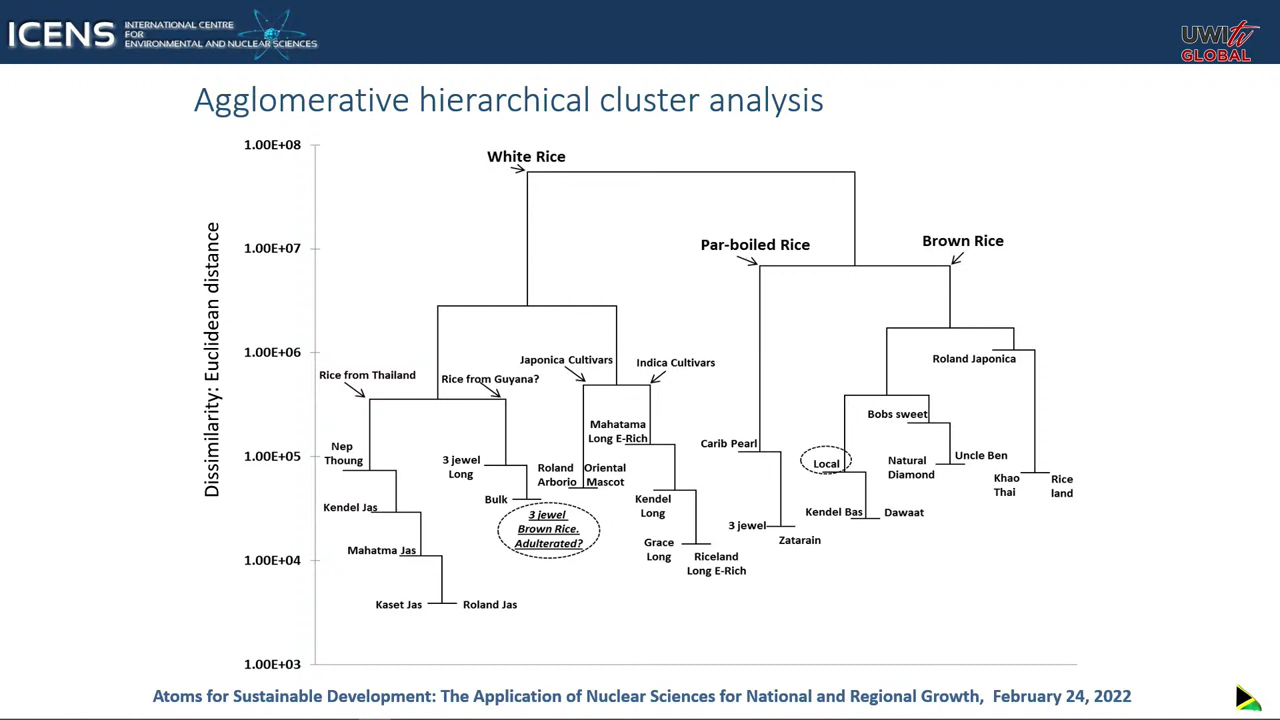 ICENS
INTERNATIONAL CENTRE
FOR
ENVIRONMENTAL AND NUCLEAR SCIENCES
UWItv
GLOBAL
Agglomerative hierarchical cluster analysis
Dissimilarity: Euclidean distance
1.00E+08
1.00E+07
1.00E+06
1.00E+05
1.00E+04
1.00E+03
White Rice
Par-boiled Rice
Brown Rice
Rice from Thailand
Rice from Guyana?
Japonica Cultivars
Indica Cultivars
Roland Japonica
Nep
Thoung
Kendel Jas
Mahatma Jas
Kaset Jas
Roland Jas
3 jewel
Long
Bulk
3 jewel
Brown Rice.
Adulterated?
Roland
Arborio
Oriental
Mascot
Mahatama
Long E-Rich
Kendel
Long
Grace
Long
Riceland
Long E-Rich
Carib Pearl
3 jewel
Zatarain
Local
Kendel Bas
Dawaat
Bobs sweet
Natural
Diamond
Uncle Ben
Khao
Thai
Rice
land
Atoms for Sustainable Development: The Application of Nuclear Sciences for National and Regional Growth, February 24, 2022